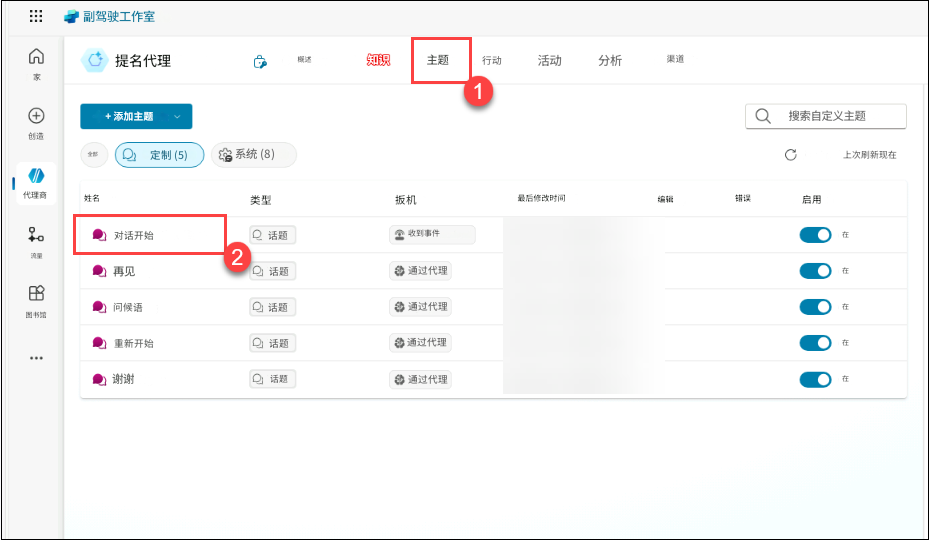 副驾驶工作室
家
创造
代理商
流量
图书馆
提名代理
概述
知识
主题
行动
活动
分析
渠道
1
+ 添加主题
搜索自定义主题
全部
定制 (5)
系统 (8)
上次刷新现在
姓名 类型 扳机 最后修改时间 编辑 错误 启用
对话开始 话题 收到事件 在
2
再见 话题 通过代理 在
问候语 话题 通过代理 在
重新开始 话题 通过代理 在
谢谢 话题 通过代理 在